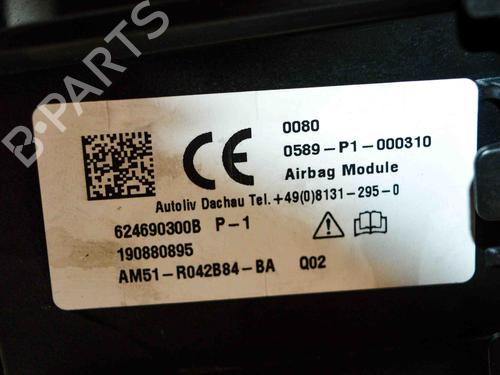 B-PARTS
CE
0080
0589-P1-000310
Airbag Module
Autoliv Dachau Tel. +49(0)8131-295-0
624690300B P-1
190880895
AM51-R042B84-BA Q02